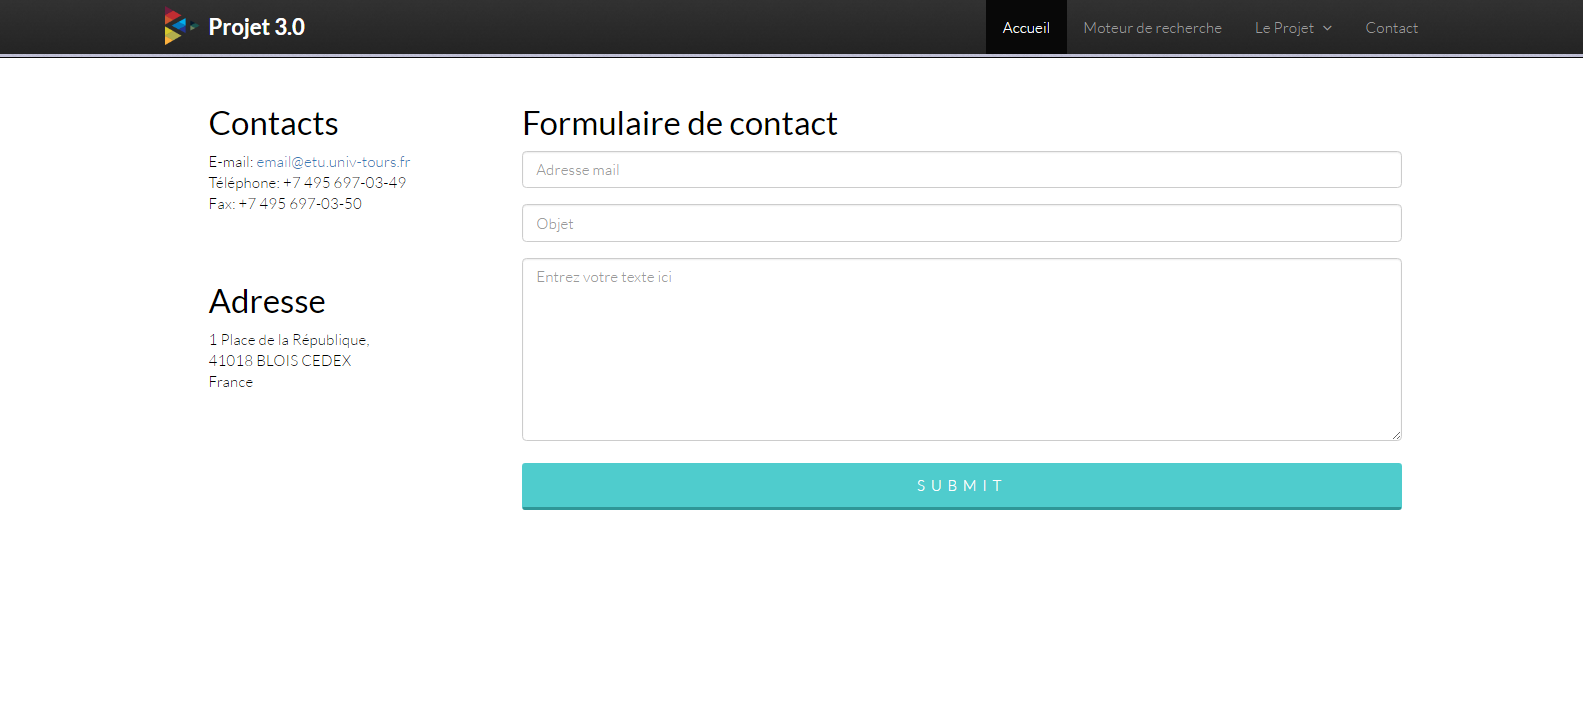 Projet 3.0
Accueil
Moteur de recherche
Le Projet
Contact
Contacts
E-mail: email@etu.univ-tours.fr
Téléphone: +7 495 697-03-49
Fax: +7 495 697-03-50
Adresse
1 Place de la République,
41018 BLOIS CEDEX
France
Formulaire de contact
Adresse mail
Objet
Entrez votre texte ici
SUBMIT